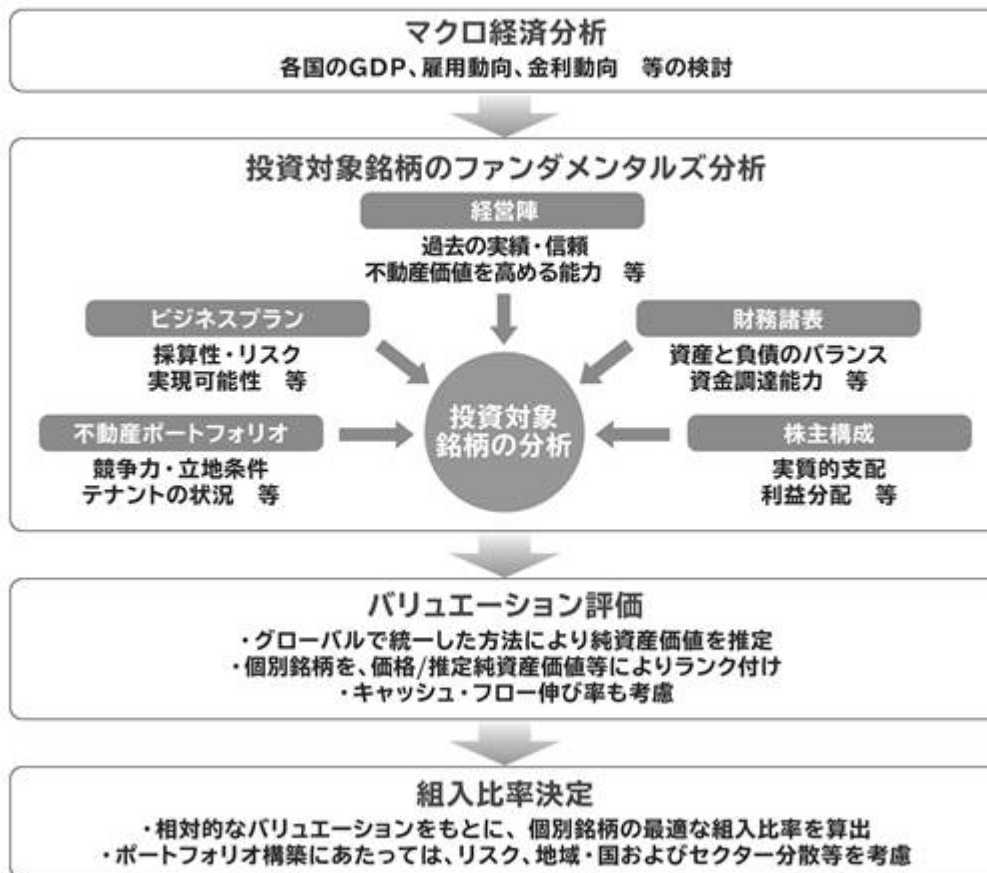 マクロ経済分析
各国のGDP、雇用動向、金利動向　等の検討
投資対象銘柄のファンダメンタルズ分析
経営陣
過去の実績・信頼
不動産価値を高める能力　等
ビジネスプラン
採算性・リスク
実現可能性　等
財務諸表
資産と負債のバランス
資金調達能力　等
不動産ポートフォリオ
競争力・立地条件
テナントの状況　等
投資対象
銘柄の分析
株主構成
実質的支配
利益分配　等
バリュエーション評価
・グローバルで統一した方法により純資産価値を推定
・個別銘柄を、価格/推定純資産価値等によりランク付け
・キャッシュ・フロー伸び率も考慮
組入比率決定
・相対的なバリュエーションをもとに、個別銘柄の最適な組入比率を算出
・ポートフォリオ構築にあたっては、リスク、地域・国およびセクター分散等を考慮